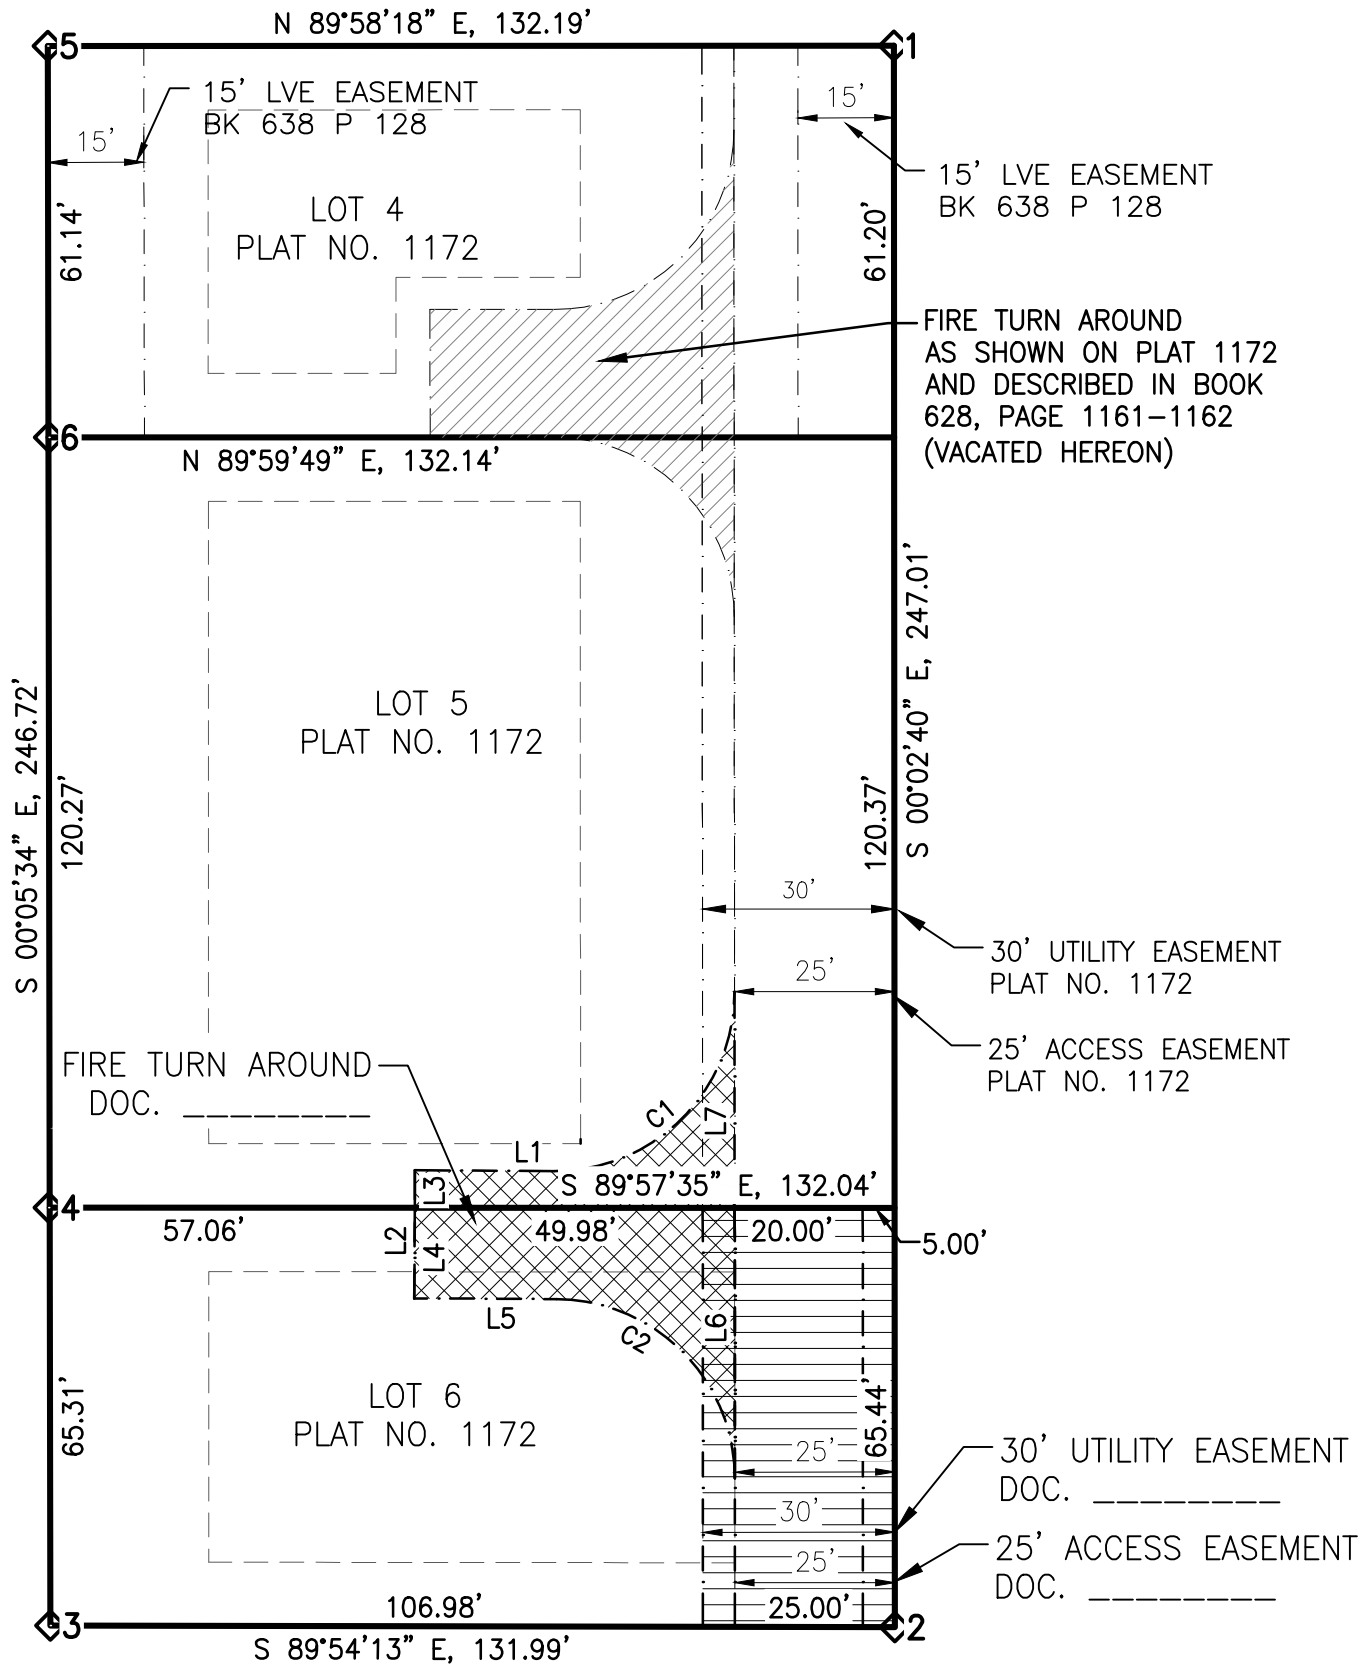 N 89°58'18" E, 132.19'
5
1
15' LVE EASEMENT
BK 638 P 128
15'
15'
15' LVE EASEMENT
BK 638 P 128
LOT 4
PLAT NO. 1172
61.14'
61.20'
FIRE TURN AROUND
AS SHOWN ON PLAT 1172
AND DESCRIBED IN BOOK
628, PAGE 1161-1162
(VACATED HEREON)
6
N 89°59'49" E, 132.14'
S 00°02'40" E, 247.01'
LOT 5
PLAT NO. 1172
S 00°05'34" E, 246.72'
120.27'
120.37'
30'
30' UTILITY EASEMENT
PLAT NO. 1172
25'
25' ACCESS EASEMENT
PLAT NO. 1172
FIRE TURN AROUND
DOC. ________
C1
L7
L1
L3
S 89°57'35" E, 132.04'
4
57.06'
49.98'
20.00'
5.00'
L2
L4
L5
C2
L6
LOT 6
PLAT NO. 1172
65.31'
65.44'
25'
30' UTILITY EASEMENT
DOC. ________
30'
25' ACCESS EASEMENT
DOC. ________
25'
106.98'
25.00'
3
2
S 89°54'13" E, 131.99'